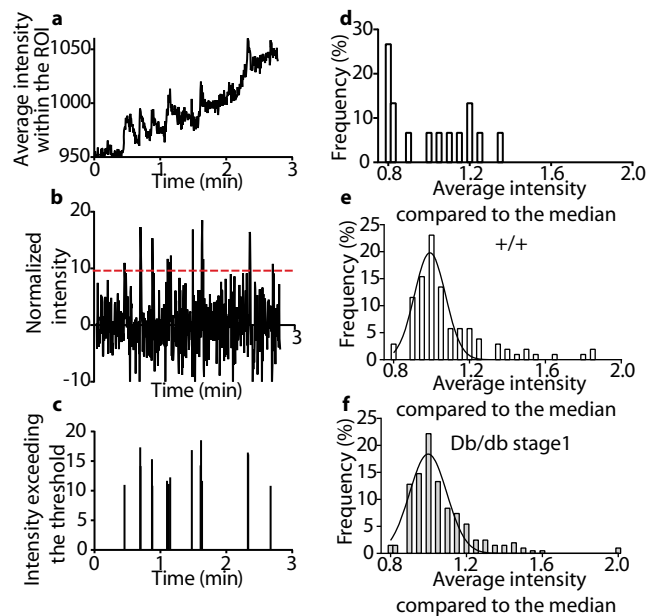 a
Average intensity
within the ROI
1050
1000
950
0
1
2
3
Time (min)
b
Normalized
intensity
20
10
0
-10
3
Time (min)
c
Intensity exceeding
the threshold
20
15
10
5
0
0
1
2
3
Time (min)
d
Frequency (%)
30
20
10
0
0.8
1.2
1.6
2.0
Average intensity
compared to the median
e
+/+
Frequency (%)
25
20
15
10
5
0
0.8
1.2
1.6
2.0
Average intensity
compared to the median
f
Db/db stage1
Frequency (%)
25
20
15
10
5
0
0.8
1.2
1.6
2.0
Average intensity
compared to the median